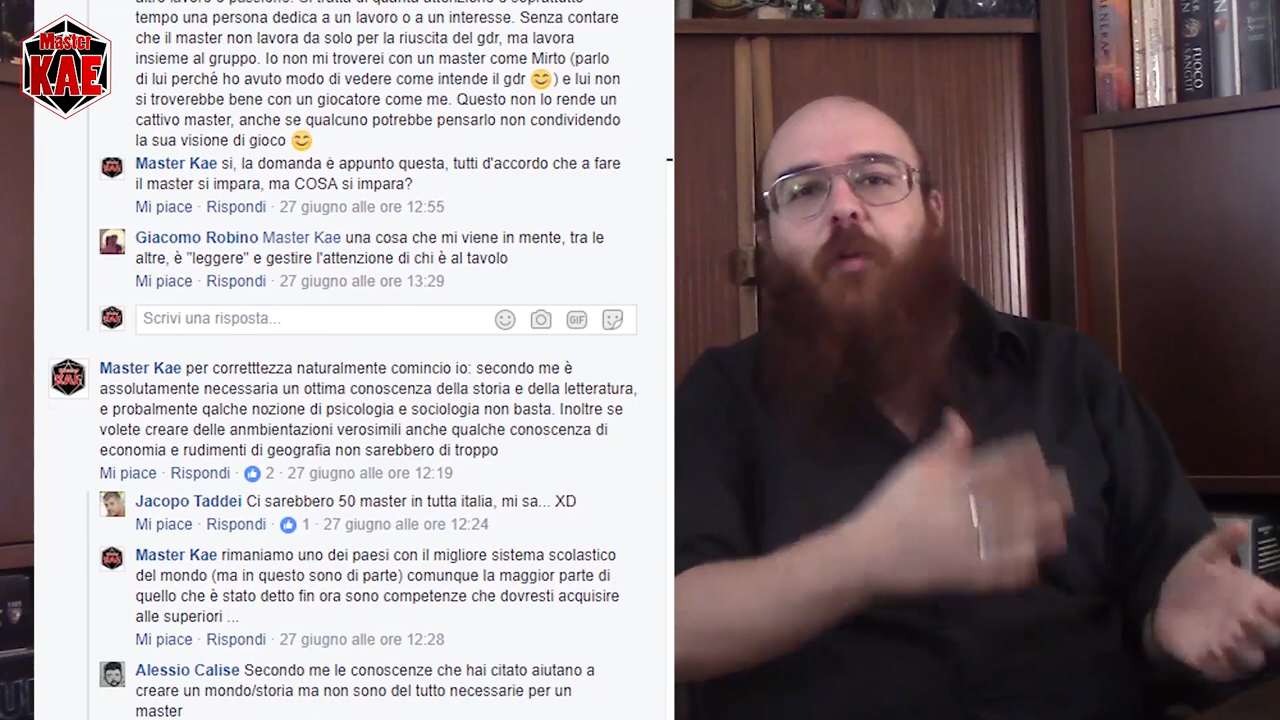 Master
KAE
altro lavoro o passione. Si tratta di quanta attenzione e soprattutto
tempo una persona dedica a un lavoro o a un interesse. Senza contare
che il master non lavora da solo per la riuscita del gdr, ma lavora
insieme al gruppo. Io non mi troverei con un master come Mirto (parlo
di lui perché ho avuto modo di vedere come intende il gdr 😊) e lui non
si troverebbe bene con un giocatore come me. Questo non lo rende un
cattivo master, anche se qualcuno potrebbe pensarlo non condividendo
la sua visione di gioco 😊
Master Kae si, la domanda è appunto questa, tutti d'accordo che a fare
il master si impara, ma COSA si impara?
Mi piace · Rispondi · 27 giugno alle ore 12:55
Giacomo Robino Master Kae una cosa che mi viene in mente, tra le
altre, è "leggere" e gestire l'attenzione di chi è al tavolo
Mi piace · Rispondi · 27 giugno alle ore 13:29
Scrivi una risposta...
GIF
Master Kae per corretttezza naturalmente comincio io: secondo me è
assolutamente necessaria un ottima conoscenza della storia e della letteratura,
e probalmente qalche nozione di psicologia e sociologia non basta. Inoltre se
volete creare delle anmbientazioni verosimili anche qualche conoscenza di
economia e rudimenti di geografia non sarebbero di troppo
Mi piace · Rispondi · 2 · 27 giugno alle ore 12:19
Jacopo Taddei Ci sarebbero 50 master in tutta italia, mi sa... XD
Mi piace · Rispondi · 1 · 27 giugno alle ore 12:24
Master Kae rimaniamo uno dei paesi con il migliore sistema scolastico
del mondo (ma in questo sono di parte) comunque la maggior parte di
quello che è stato detto fin ora sono competenze che dovresti acquisire
alle superiori ...
Mi piace · Rispondi · 27 giugno alle ore 12:28
Alessio Calise Secondo me le conoscenze che hai citato aiutano a
creare un mondo/storia ma non sono del tutto necessarie per un
master
FUOCO
SANGUE